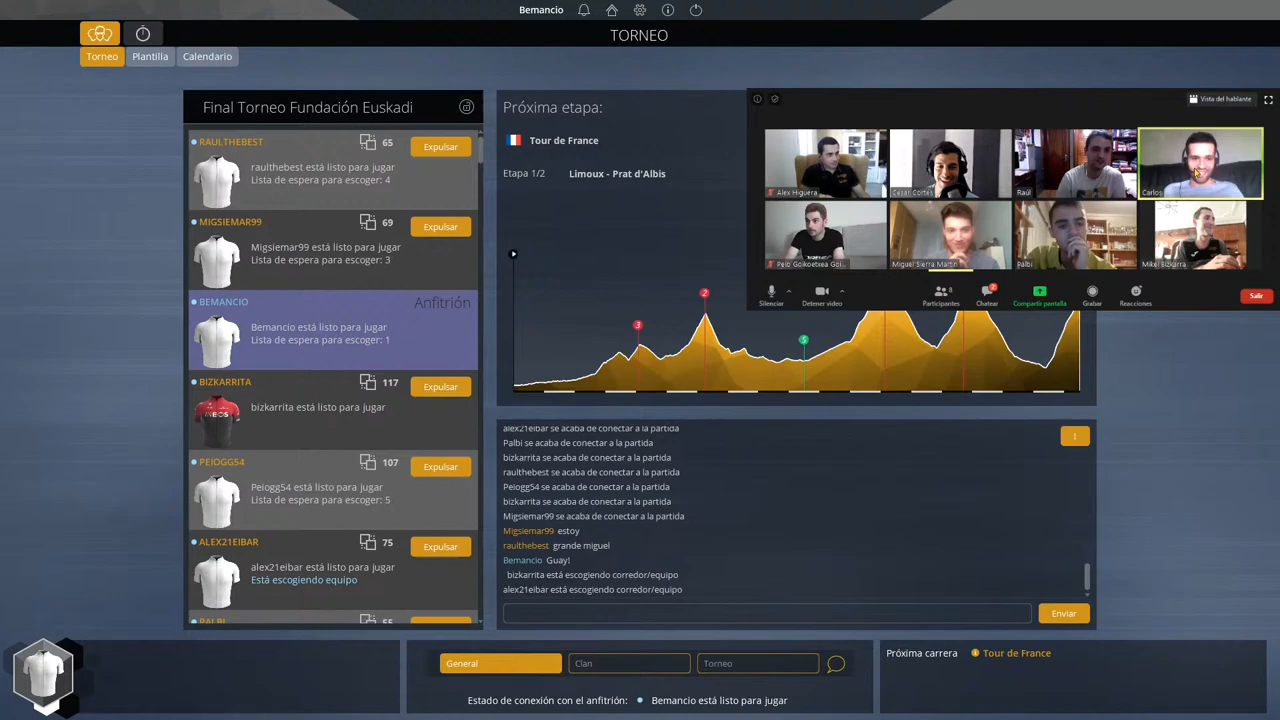 Bemancio
TORNEO
Torneo
Plantilla
Calendario
Final Torneo Fundación Euskadi
RAULTHEBEST
65
Expulsar
raulthebest está listo para jugar
Lista de espera para escoger: 4
MIGSIEMAR99
69
Expulsar
Migsiemar99 está listo para jugar
Lista de espera para escoger: 3
BEMANCIO
Anfitrión
Bemancio está listo para jugar
Lista de espera para escoger: 1
BIZKARRITA
117
Expulsar
bizkarrita está listo para jugar
INEOS
PEIOGG54
107
Expulsar
Peiogg54 está listo para jugar
Lista de espera para escoger: 5
ALEX21EIBAR
75
Expulsar
alex21eibar está listo para jugar
Está escogiendo equipo
PALBI
55
Próxima etapa:
Tour de France
Etapa 1/2
Limoux - Prat d'Albis
3
2
S
Vista del hablante
Alex Higuera
Cesar Cortes
Raúl
Carlos
Peio Goikoetxea Goi...
Miguel Sierra Martin
Palbi
Mikel Bizkarra
Silenciar
Detener video
8
Participantes
2
Chatear
Compartir pantalla
Grabar
Reacciones
Salir
alex21eibar se acaba de conectar a la partida
Palbi se acaba de conectar a la partida
bizkarrita se acaba de conectar a la partida
raulthebest se acaba de conectar a la partida
Peiogg54 se acaba de conectar a la partida
bizkarrita se acaba de conectar a la partida
Migsiemar99 se acaba de conectar a la partida
Migsiemar99 estoy
raulthebest grande miguel
Bemancio Guay!
bizkarrita está escogiendo corredor/equipo
alex21eibar está escogiendo corredor/equipo
!
Enviar
General
Clan
Torneo
Estado de conexión con el anfitrión: Bemancio está listo para jugar
Próxima carrera
Tour de France